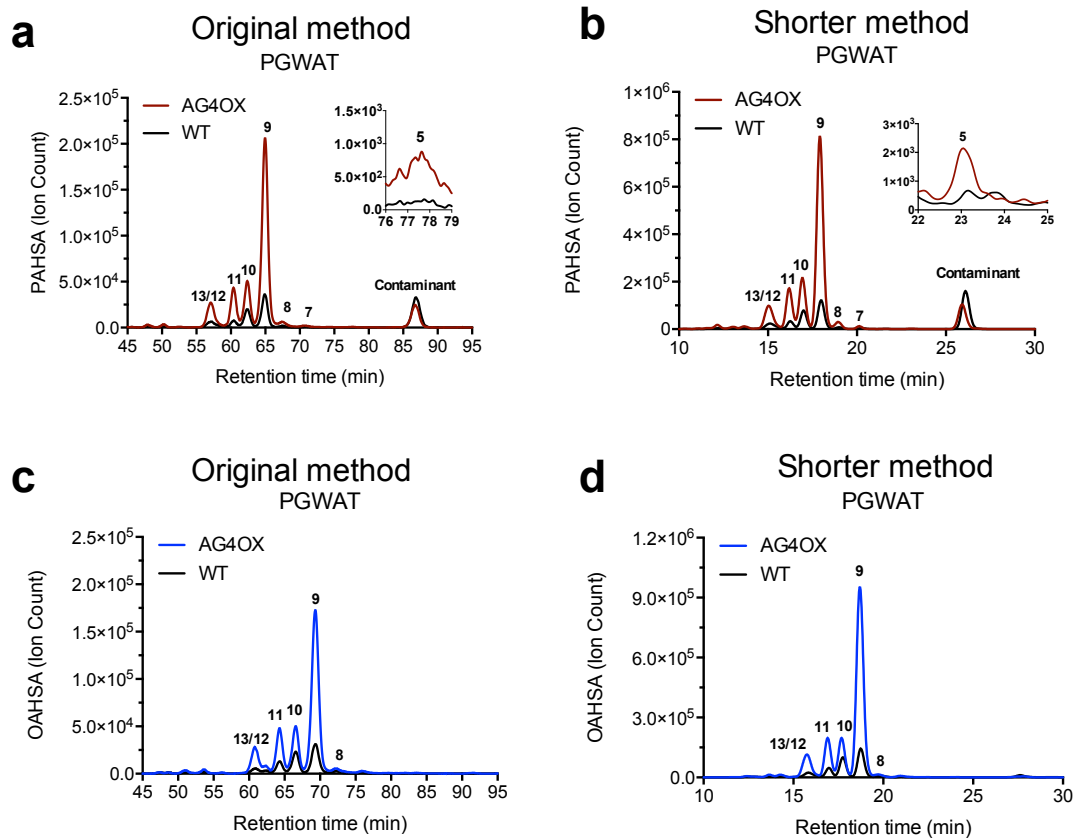 a
Original method
PGWAT
AG4OX
WT
PAHSA (Ion Count)
2.5×10⁵
2.0×10⁵
1.5×10⁵
1.0×10⁵
5.0×10⁴
0.0
45 50 55 60 65 70 75 80 85 90 95
Retention time (min)
13/12
11
10
9
8
7
Contaminant
1.5×10³
1.0×10³
5.0×10²
0.0
76 77 78 79
5
b
Shorter method
PGWAT
AG4OX
WT
PAHSA (Ion Count)
1×10⁶
8×10⁵
6×10⁵
4×10⁵
2×10⁵
0
10 15 20 25 30
Retention time (min)
13/12
11
10
9
8
7
Contaminant
3×10³
2×10³
1×10³
0
22 23 24 25
5
c
Original method
PGWAT
AG4OX
WT
OAHSA (Ion Count)
2.5×10⁵
2.0×10⁵
1.5×10⁵
1.0×10⁵
5.0×10⁴
0.0
45 50 55 60 65 70 75 80 85 90 95
Retention time (min)
13/12
11
10
9
8
d
Shorter method
PGWAT
AG4OX
WT
OAHSA (Ion Count)
1.2×10⁶
9.0×10⁵
6.0×10⁵
3.0×10⁵
0.0
10 15 20 25 30
Retention time (min)
13/12
11
10
9
8